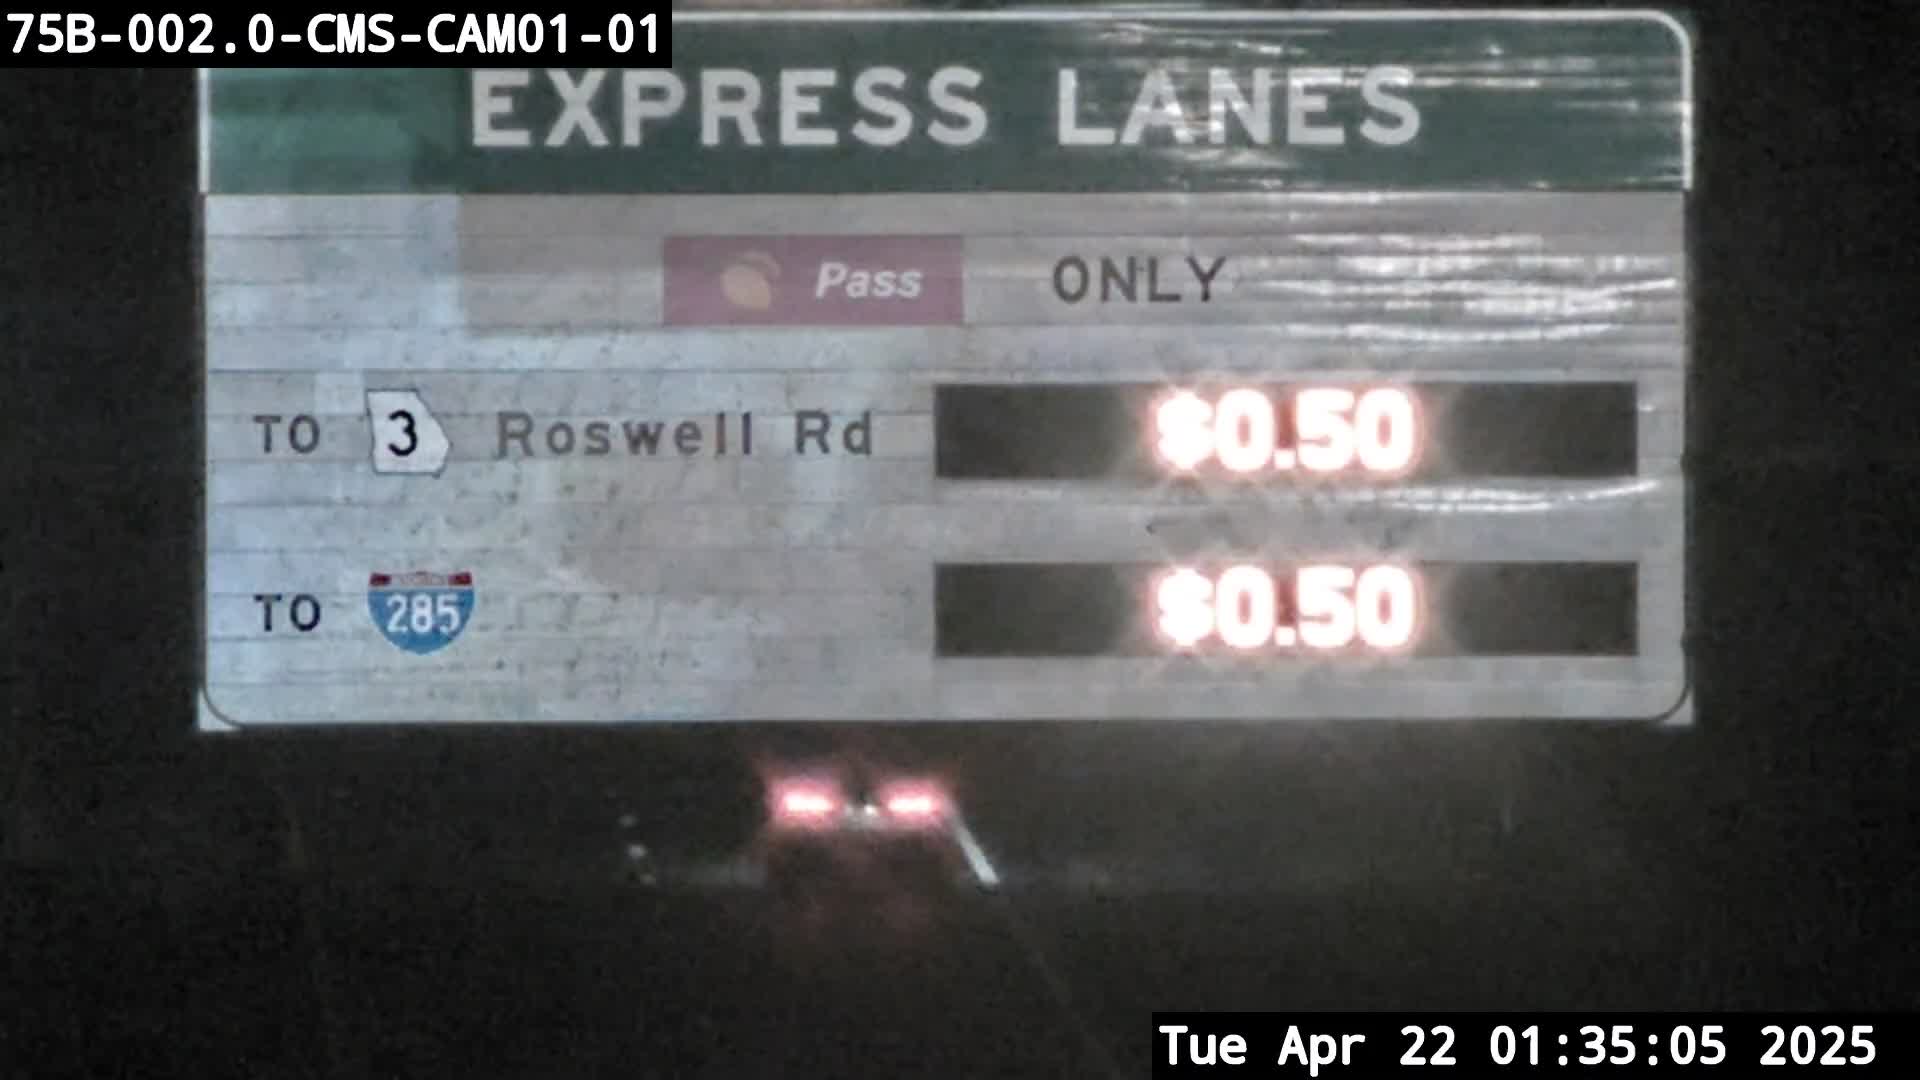 75B-002.0-CMS-CAM01-01
EXPRESS LANES
Pass ONLY
TO 3 Roswell Rd $0.50
TO 285 $0.50
Tue Apr 22 01:35:05 2025